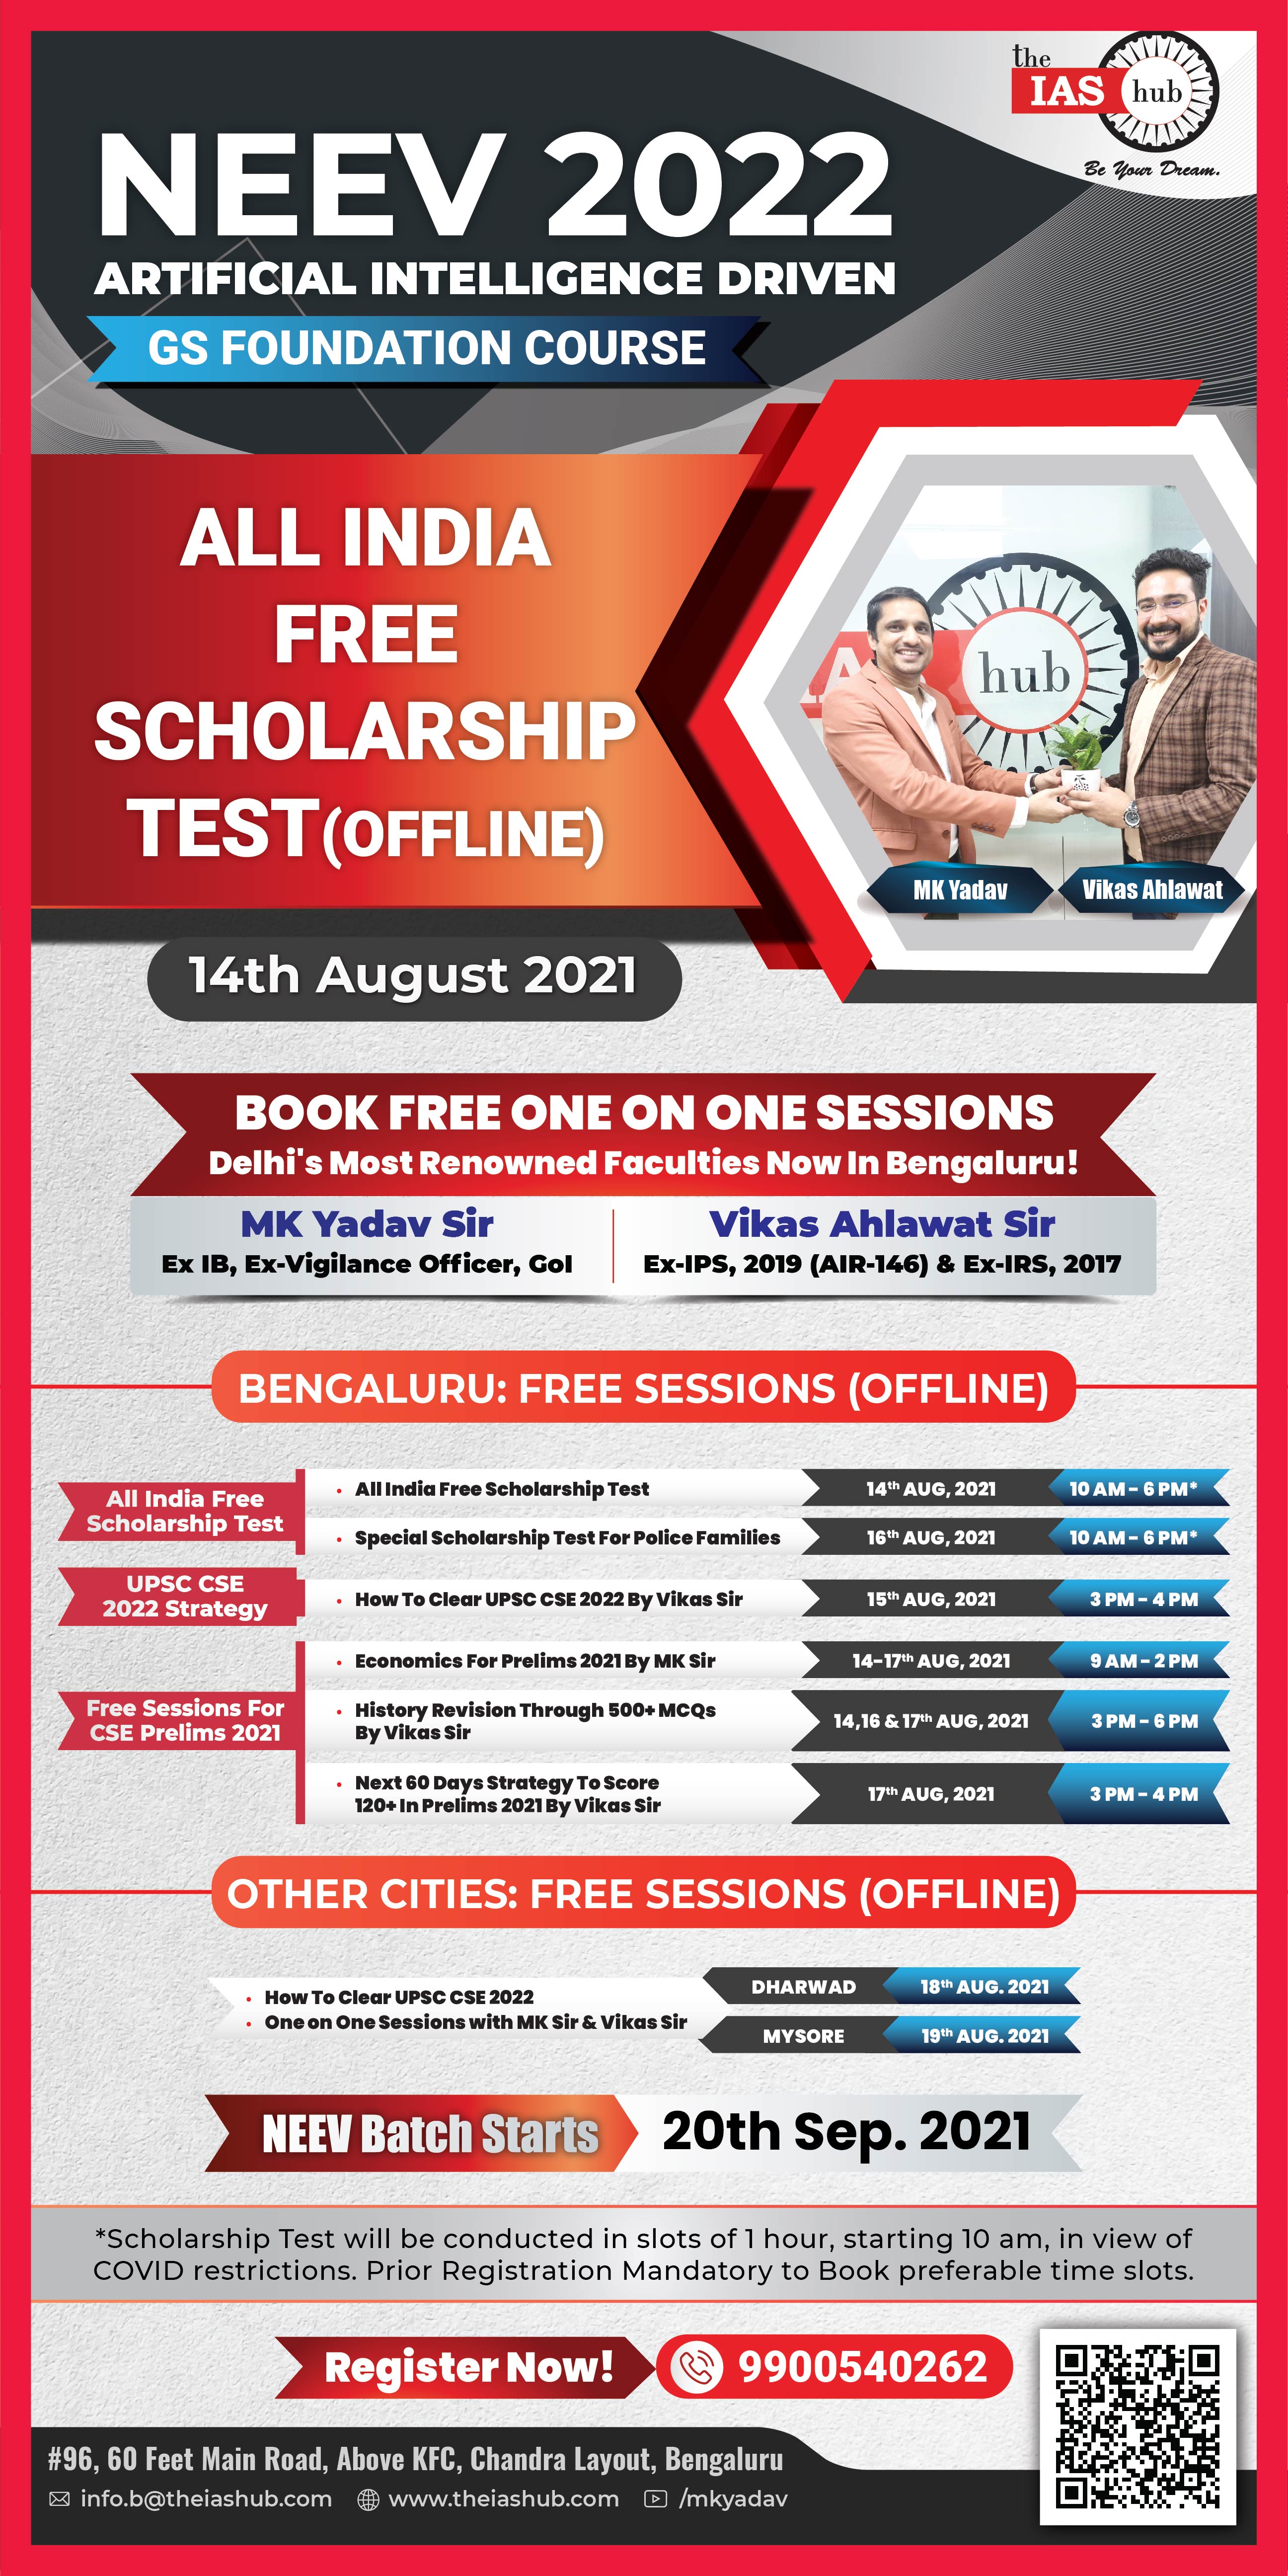 the
IAS hub
Be Your Dream.
NEEV 2022
ARTIFICIAL INTELLIGENCE DRIVEN
GS FOUNDATION COURSE
ALL INDIA
FREE
SCHOLARSHIP
TEST(OFFLINE)
IA hub
MK Yadav Vikas Ahlawat
14th August 2021
BOOK FREE ONE ON ONE SESSIONS
Delhi's Most Renowned Faculties Now In Bengaluru!
MK Yadav Sir
Ex IB, Ex-Vigilance Officer, GoI
Vikas Ahlawat Sir
Ex-IPS, 2019 (AIR-146) & Ex-IRS, 2017
BENGALURU: FREE SESSIONS (OFFLINE)
All India Free
Scholarship Test
• All India Free Scholarship Test 14th AUG, 2021 10 AM – 6 PM*
• Special Scholarship Test For Police Families 16th AUG, 2021 10 AM – 6 PM*
UPSC CSE
2022 Strategy
• How To Clear UPSC CSE 2022 By Vikas Sir 15th AUG, 2021 3 PM – 4 PM
Free Sessions For
CSE Prelims 2021
• Economics For Prelims 2021 By MK Sir 14-17th AUG, 2021 9 AM – 2 PM
• History Revision Through 500+ MCQs
By Vikas Sir 14,16 & 17th AUG, 2021 3 PM – 6 PM
• Next 60 Days Strategy To Score
120+ In Prelims 2021 By Vikas Sir 17th AUG, 2021 3 PM – 4 PM
OTHER CITIES: FREE SESSIONS (OFFLINE)
• How To Clear UPSC CSE 2022
• One on One Sessions with MK Sir & Vikas Sir
DHARWAD 18th AUG. 2021
MYSORE 19th AUG. 2021
NEEV Batch Starts 20th Sep. 2021
*Scholarship Test will be conducted in slots of 1 hour, starting 10 am, in view of
COVID restrictions. Prior Registration Mandatory to Book preferable time slots.
Register Now! 9900540262
#96, 60 Feet Main Road, Above KFC, Chandra Layout, Bengaluru
info.b@theiashub.com www.theiashub.com /mkyadav